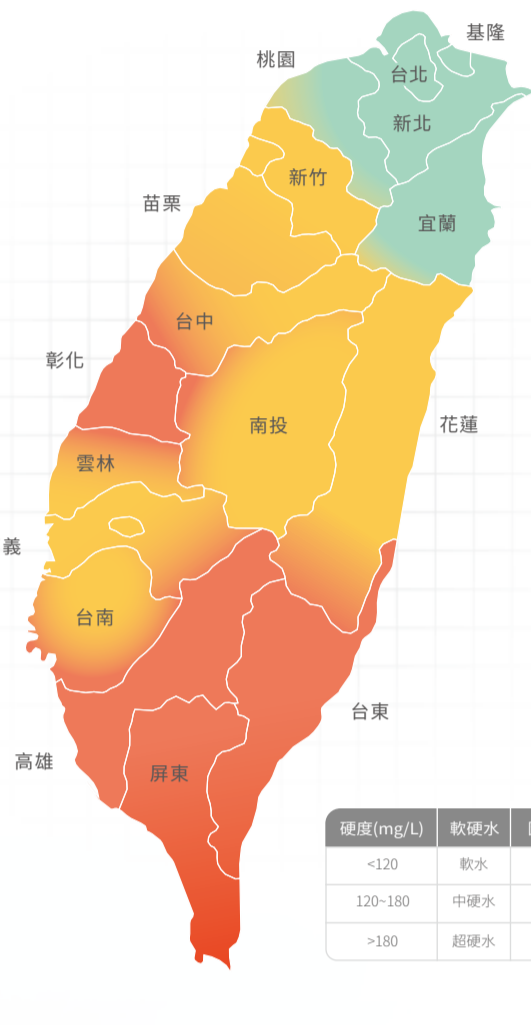 基隆
桃園
台北
新北
新竹
苗栗
宜蘭
台中
彰化
南投
花蓮
雲林
義
台南
台東
高雄
屏東
硬度(mg/L) 軟硬水
<120 軟水
120~180 中硬水
>180 超硬水